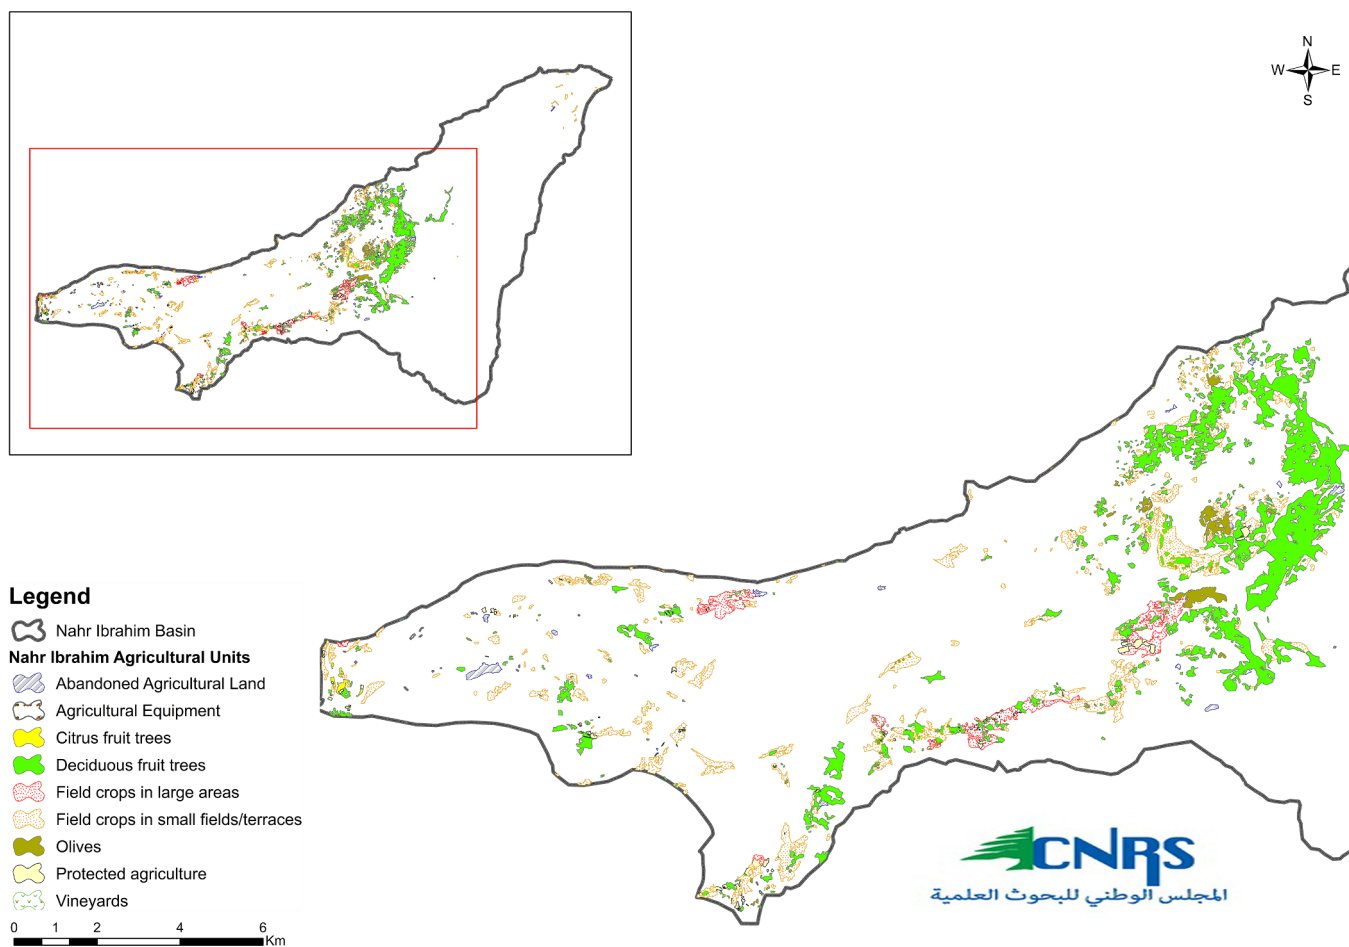 N
W E
S
Legend
Nahr Ibrahim Basin
Nahr Ibrahim Agricultural Units
Abandoned Agricultural Land
Agricultural Equipment
Citrus fruit trees
Deciduous fruit trees
Field crops in large areas
Field crops in small fields/terraces
Olives
Protected agriculture
Vineyards
0 1 2 4 6
Km
CNRS
المجلس الوطني للبحوث العلمية